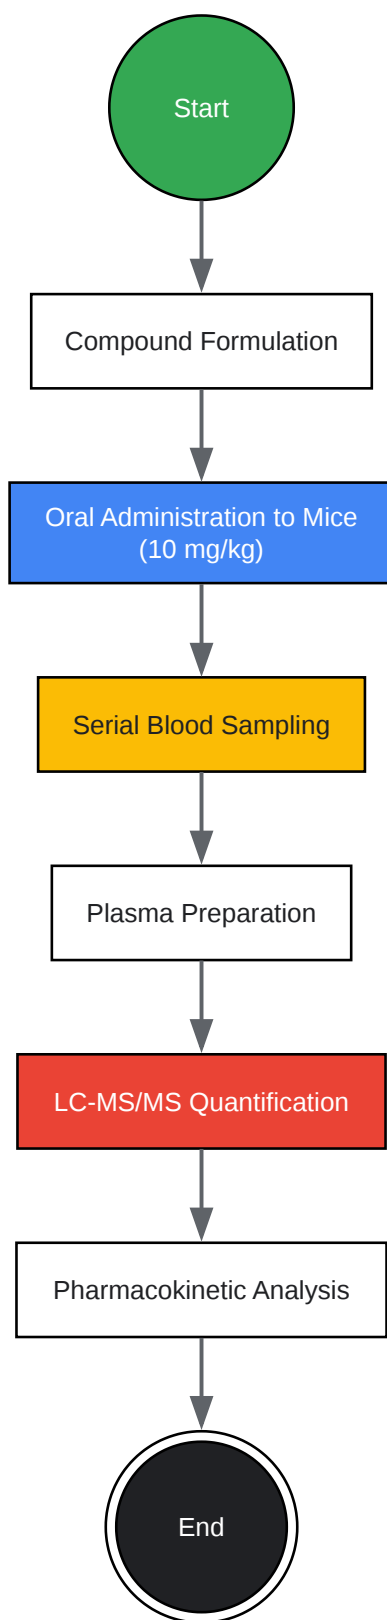 Start
Compound Formulation
Oral Administration to Mice
(10 mg/kg)
Serial Blood Sampling
Plasma Preparation
LC-MS/MS Quantification
Pharmacokinetic Analysis
End